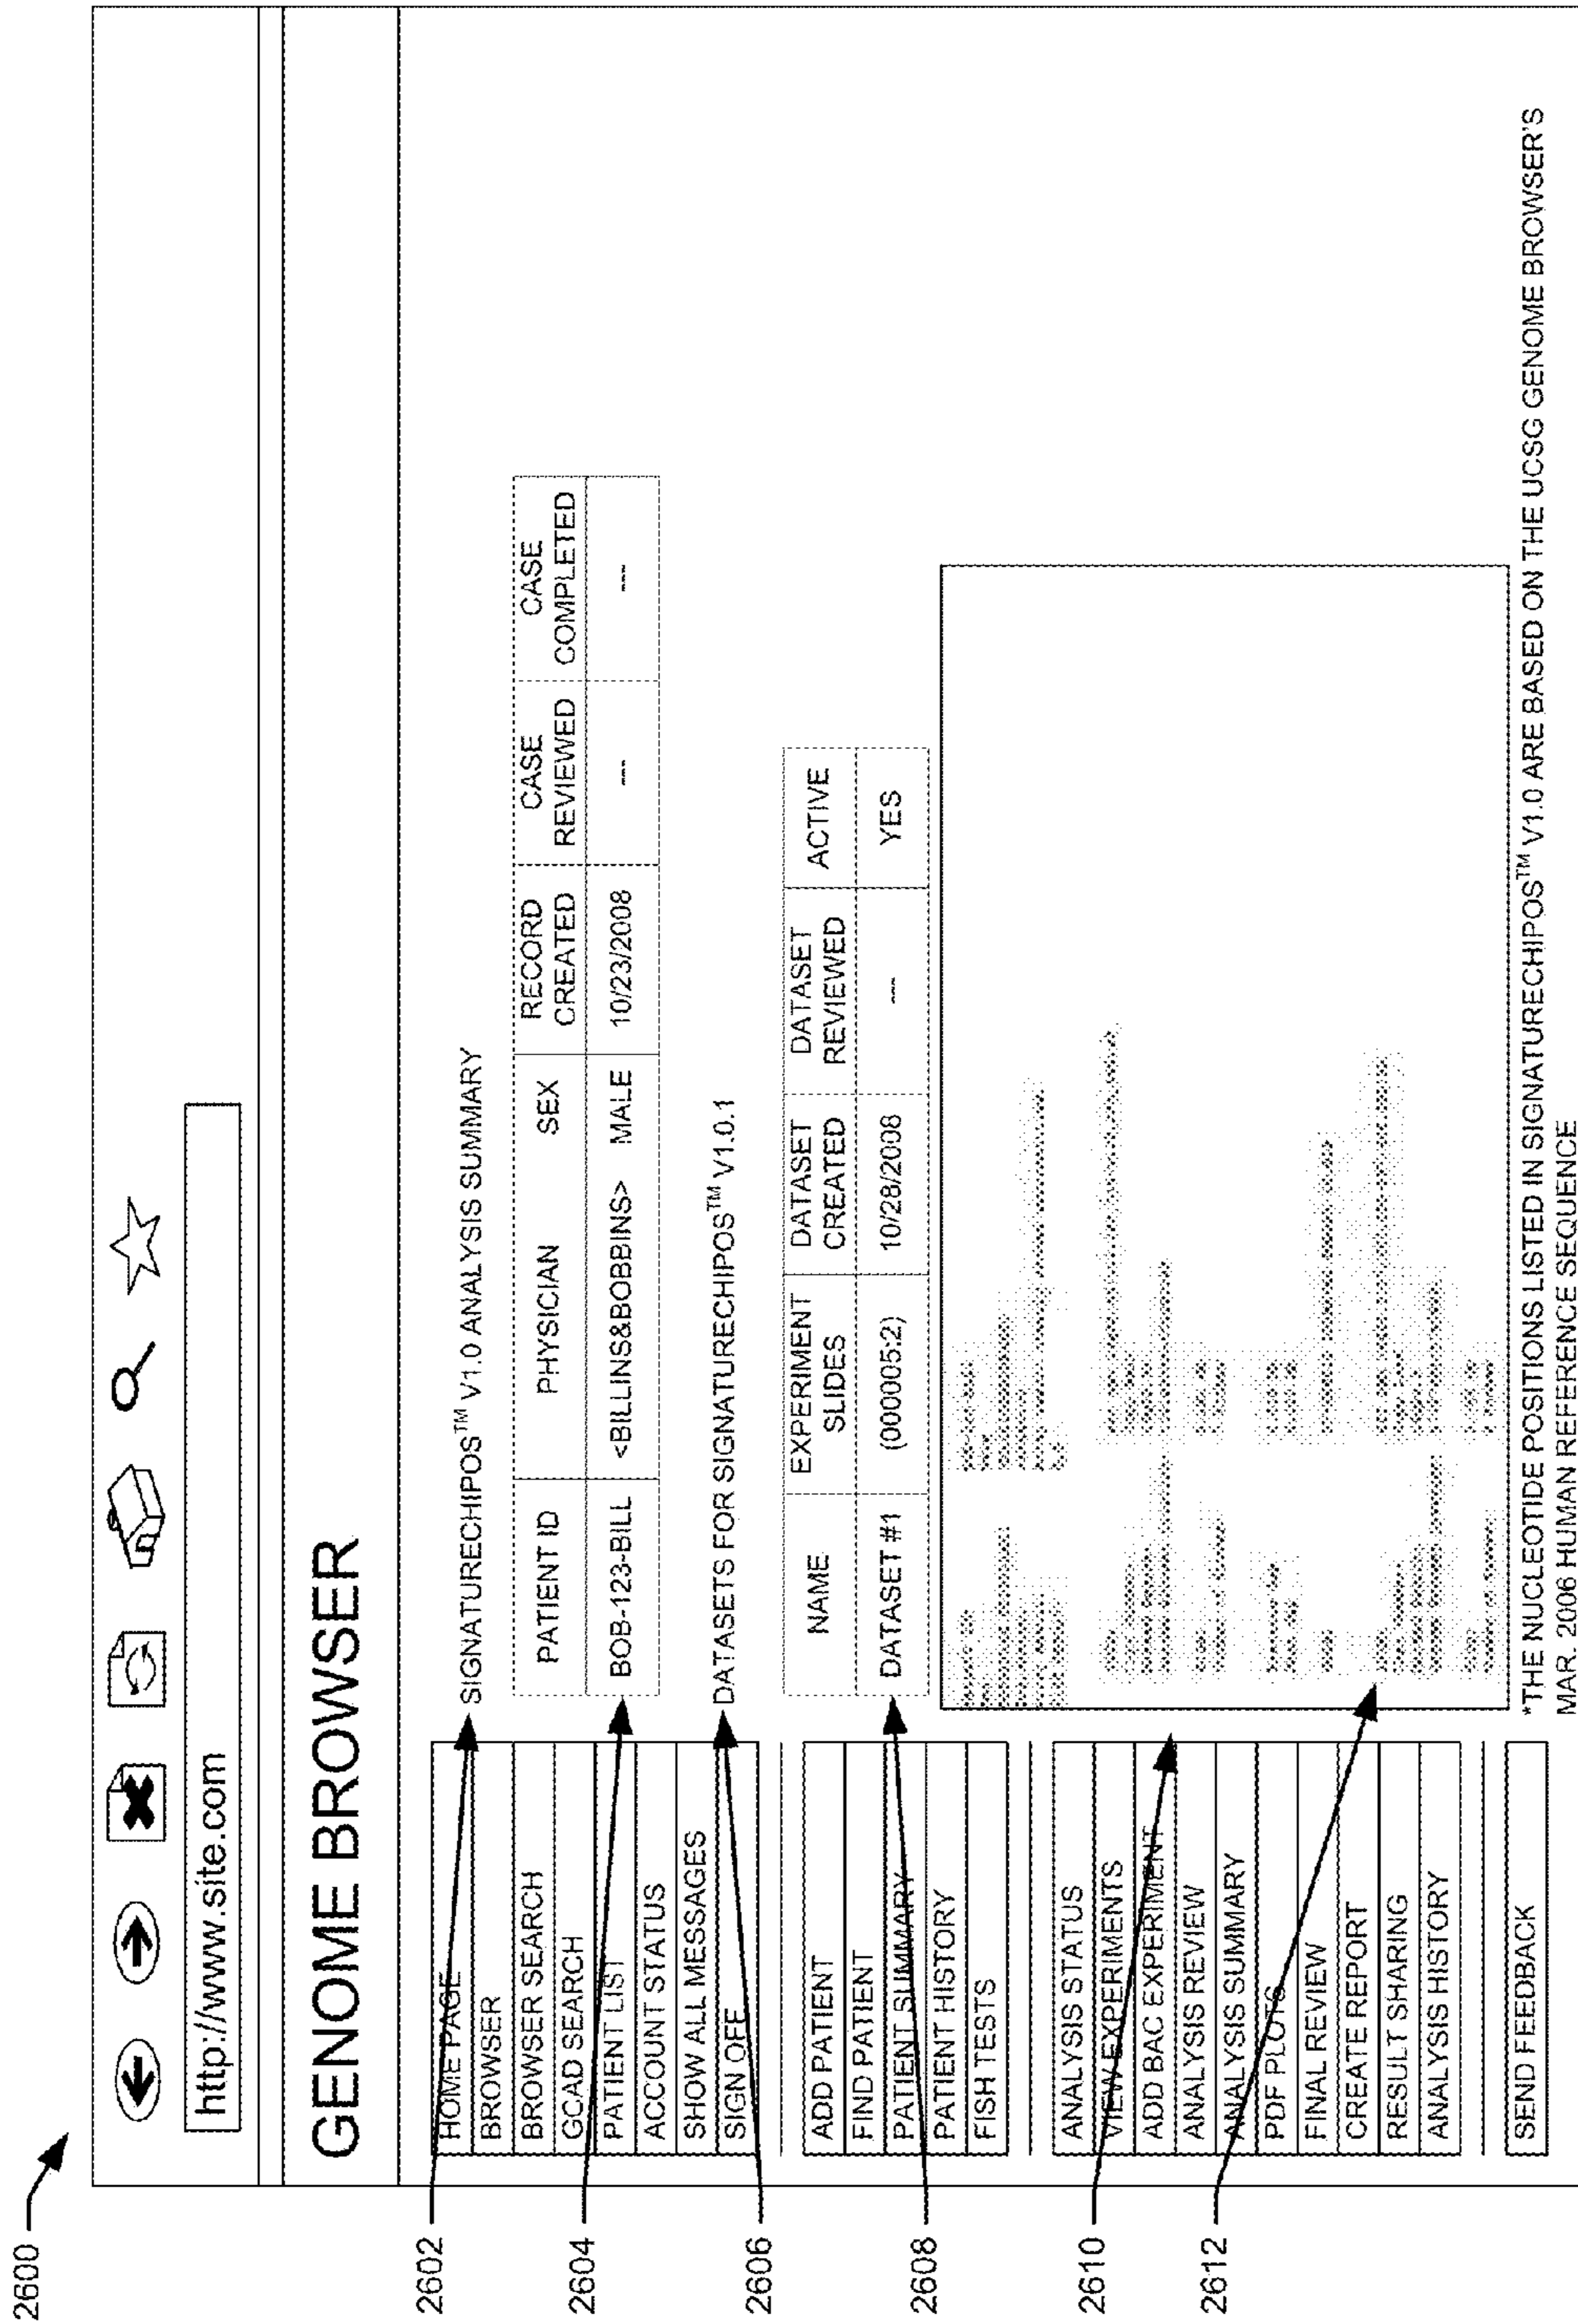 2600
http://www.site.com
GENOME BROWSER
2602
2604
2606
2608
2610
2612
HOME PAGE
BROWSER
BROWSER SEARCH
GCAD SEARCH
PATIENT LIST
ACCOUNT STATUS
SHOW ALL MESSAGES
SIGN OFF
ADD PATIENT
FIND PATIENT
PATIENT SUMMARY
PATIENT HISTORY
FISH TESTS
ANALYSIS STATUS
VIEW EXPERIMENTS
ADD BAC EXPERIMENT
ANALYSIS REVIEW
ANALYSIS SUMMARY
PDF PLOTS
FINAL REVIEW
CREATE REPORT
RESULT SHARING
ANALYSIS HISTORY
SEND FEEDBACK
SIGNATURECHIPOS™ V1.0 ANALYSIS SUMMARY
PATIENT ID PHYSICIAN SEX RECORD CREATED CASE REVIEWED CASE COMPLETED
BOB-123-BILL <BILLINS&BOBBINS> MALE 10/23/2008 --- ---
DATASETS FOR SIGNATURECHIPOS™ V1.0.1
NAME EXPERIMENT SLIDES DATASET CREATED DATASET REVIEWED ACTIVE
DATASET #1 (000005:2) 10/28/2008 --- YES
*THE NUCLEOTIDE POSITIONS LISTED IN SIGNATURECHIPOS™ V1.0 ARE BASED ON THE UCSG GENOME BROWSER'S
MAR. 2006 HUMAN REFERENCE SEQUENCE